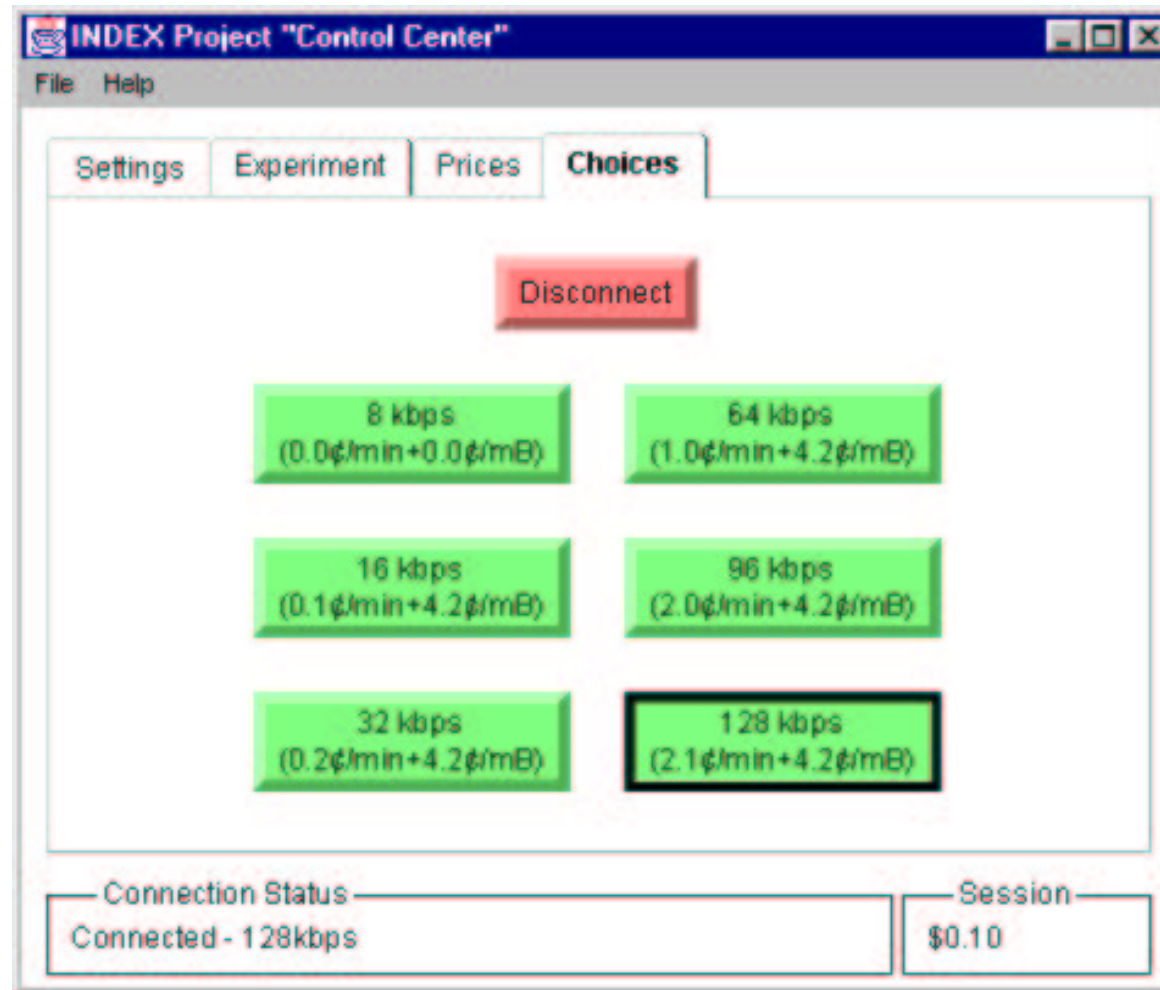 INDEX Project "Control Center"
File Help
Settings Experiment Prices Choices
Disconnect
8 kbps
(0.0¢/min+0.0¢/mB)
64 kbps
(1.0¢/min+4.2¢/mB)
16 kbps
(0.1¢/min+4.2¢/mB)
96 kbps
(2.0¢/min+4.2¢/mB)
32 kbps
(0.2¢/min+4.2¢/mB)
128 kbps
(2.1¢/min+4.2¢/mB)
Connection Status
Connected - 128kbps
Session
$0.10